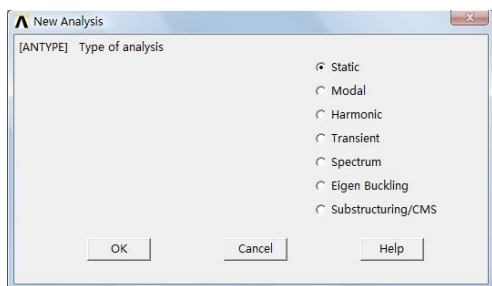 New Analysis
[ANTYPE] Type of analysis
Static
Modal
Harmonic
Transient
Spectrum
Eigen Buckling
Substructuring/CMS
OK Cancel Help